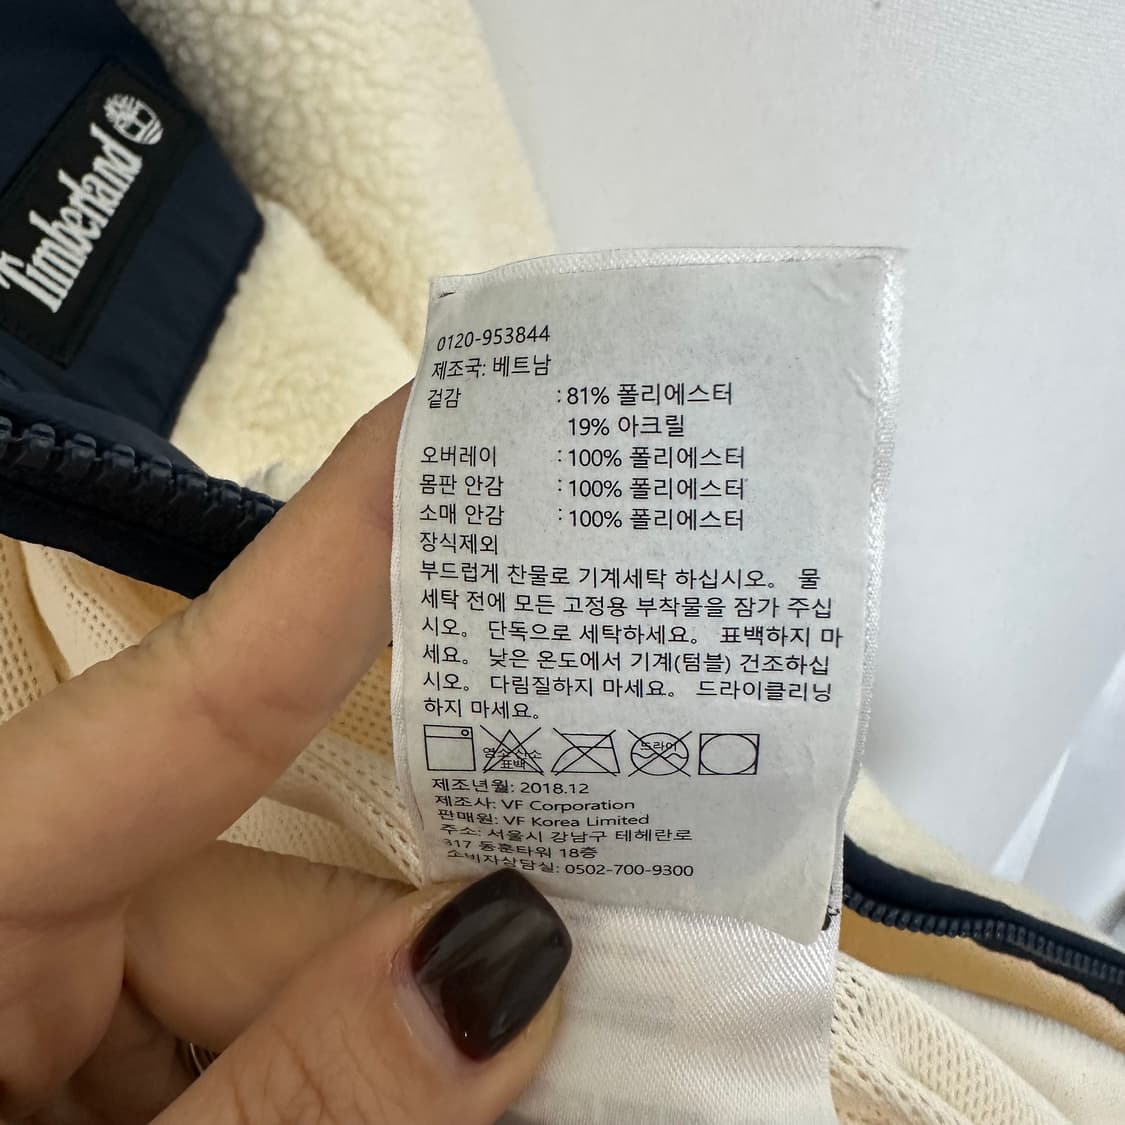 Timberland
0120-953844
제조국: 베트남
겉감 : 81% 폴리에스터
19% 아크릴
오버레이 : 100% 폴리에스터
몸판 안감 : 100% 폴리에스터
소매 안감 : 100% 폴리에스터
장식제외
부드럽게 찬물로 기계세탁 하십시오。 물
세탁 전에 모든 고정용 부착물을 잠가 주십
시오。 단독으로 세탁하세요。 표백하지 마
세요。 낮은 온도에서 기계(텀블) 건조하십
시오。 다림질하지 마세요。 드라이클리닝
하지 마세요。
염소 산소
표백
드라이
제조년월: 2018.12
제조사: VF Corporation
판매원: VF Korea Limited
주소: 서울시 강남구 테헤란로
317 동훈타워 18층
소비자상담실: 0502-700-9300